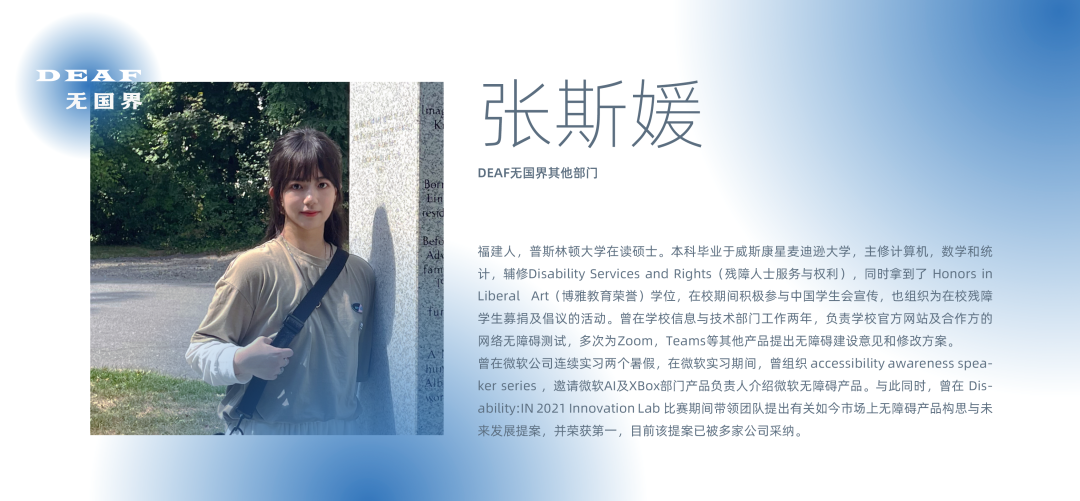 DEAF
无国界
张斯媛
DEAF无国界其他部门
福建人，普斯林顿大学在读硕士。本科毕业于威斯康星麦迪逊大学，主修计算机，数学和统
计，辅修Disability Services and Rights（残障人士服务与权利），同时拿到了 Honors in
Liberal Art（博雅教育荣誉）学位，在校期间积极参与中国学生会宣传，也组织为在校残障
学生募捐及倡议的活动。曾在学校信息与技术部门工作两年，负责学校官方网站及合作方的
网络无障碍测试，多次为Zoom，Teams等其他产品提出无障碍建设意见和修改方案。
曾在微软公司连续实习两个暑假，在微软实习期间，曾组织 accessibility awareness spea-
ker series ，邀请微软AI及XBox部门产品负责人介绍微软无障碍产品。与此同时，曾在 Dis-
ability:IN 2021 Innovation Lab 比赛期间带领团队提出有关如今市场上无障碍产品构思与未
来发展提案，并荣获第一，目前该提案已被多家公司采纳。